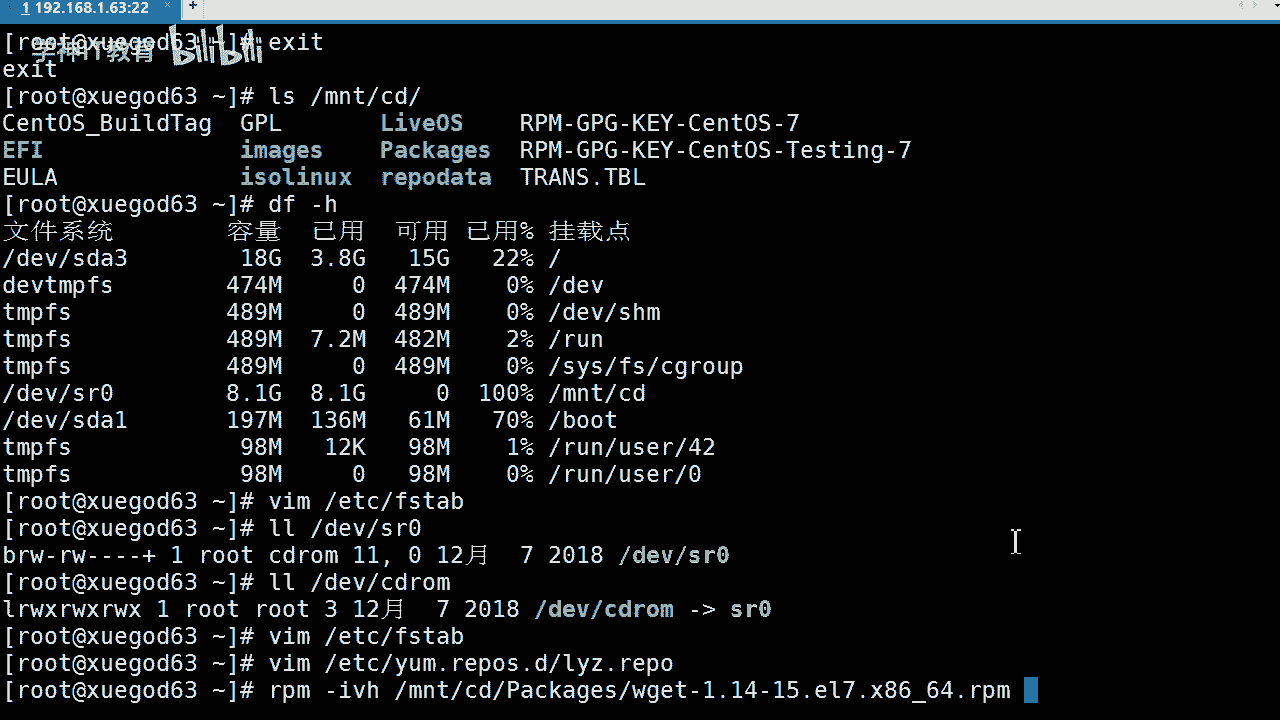 1 192.168.1.63:22 × +
[root@xuegod63 ~]# exit
学神IT教育 bilibili
exit
[root@xuegod63 ~]# ls /mnt/cd/
CentOS_BuildTag GPL LiveOS RPM-GPG-KEY-CentOS-7
EFI images Packages RPM-GPG-KEY-CentOS-Testing-7
EULA isolinux repodata TRANS.TBL
[root@xuegod63 ~]# df -h
文件系统 容量 已用 可用 已用% 挂载点
/dev/sda3 18G 3.8G 15G 22% /
devtmpfs 474M 0 474M 0% /dev
tmpfs 489M 0 489M 0% /dev/shm
tmpfs 489M 7.2M 482M 2% /run
tmpfs 489M 0 489M 0% /sys/fs/cgroup
/dev/sr0 8.1G 8.1G 0 100% /mnt/cd
/dev/sda1 197M 136M 61M 70% /boot
tmpfs 98M 12K 98M 1% /run/user/42
tmpfs 98M 0 98M 0% /run/user/0
[root@xuegod63 ~]# vim /etc/fstab
[root@xuegod63 ~]# ll /dev/sr0
brw-rw----+ 1 root cdrom 11, 0 12月 7 2018 /dev/sr0
[root@xuegod63 ~]# ll /dev/cdrom
lrwxrwxrwx 1 root root 3 12月 7 2018 /dev/cdrom -> sr0
[root@xuegod63 ~]# vim /etc/fstab
[root@xuegod63 ~]# vim /etc/yum.repos.d/lyz.repo
[root@xuegod63 ~]# rpm -ivh /mnt/cd/Packages/wget-1.14-15.el7.x86_64.rpm